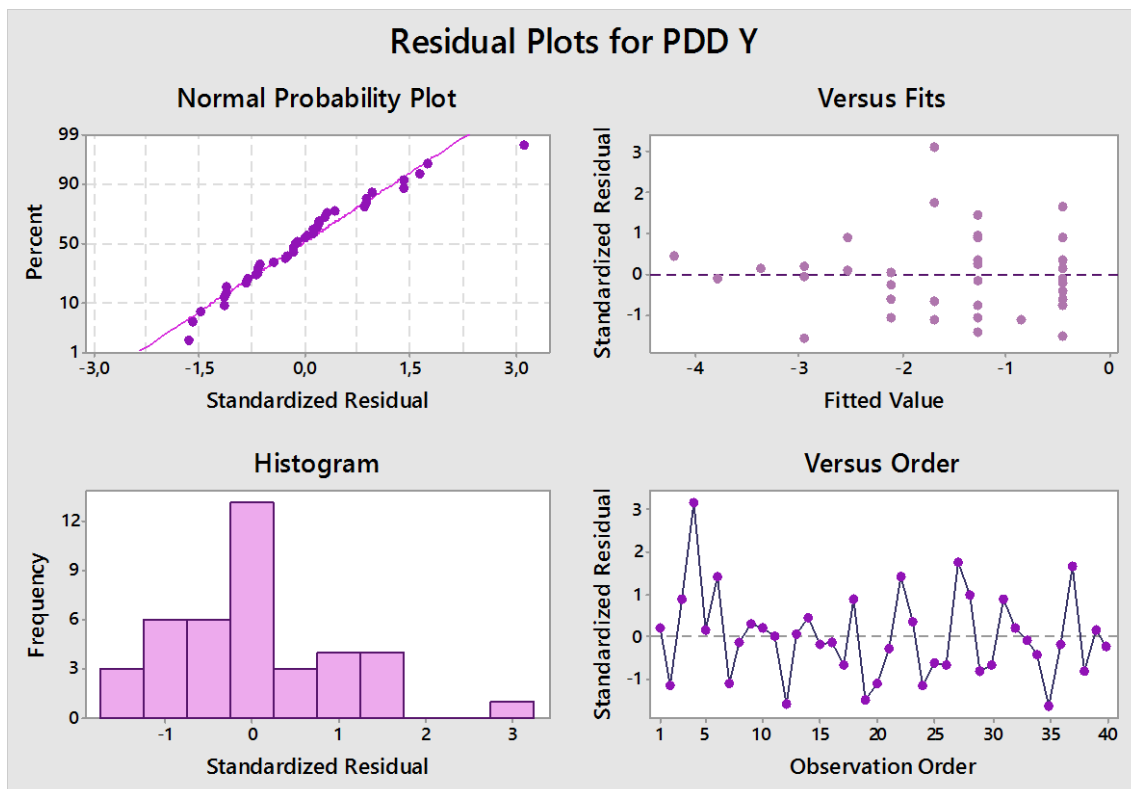 Residual Plots for PDD Y
Normal Probability Plot
Percent
99
90
50
10
1
-3,0 -1,5 0,0 1,5 3,0
Standardized Residual
Versus Fits
Standardized Residual
3
2
1
0
-1
-4 -3 -2 -1 0
Fitted Value
Histogram
Frequency
12
9
6
3
0
-1 0 1 2 3
Standardized Residual
Versus Order
Standardized Residual
3
2
1
0
-1
1 5 10 15 20 25 30 35 40
Observation Order